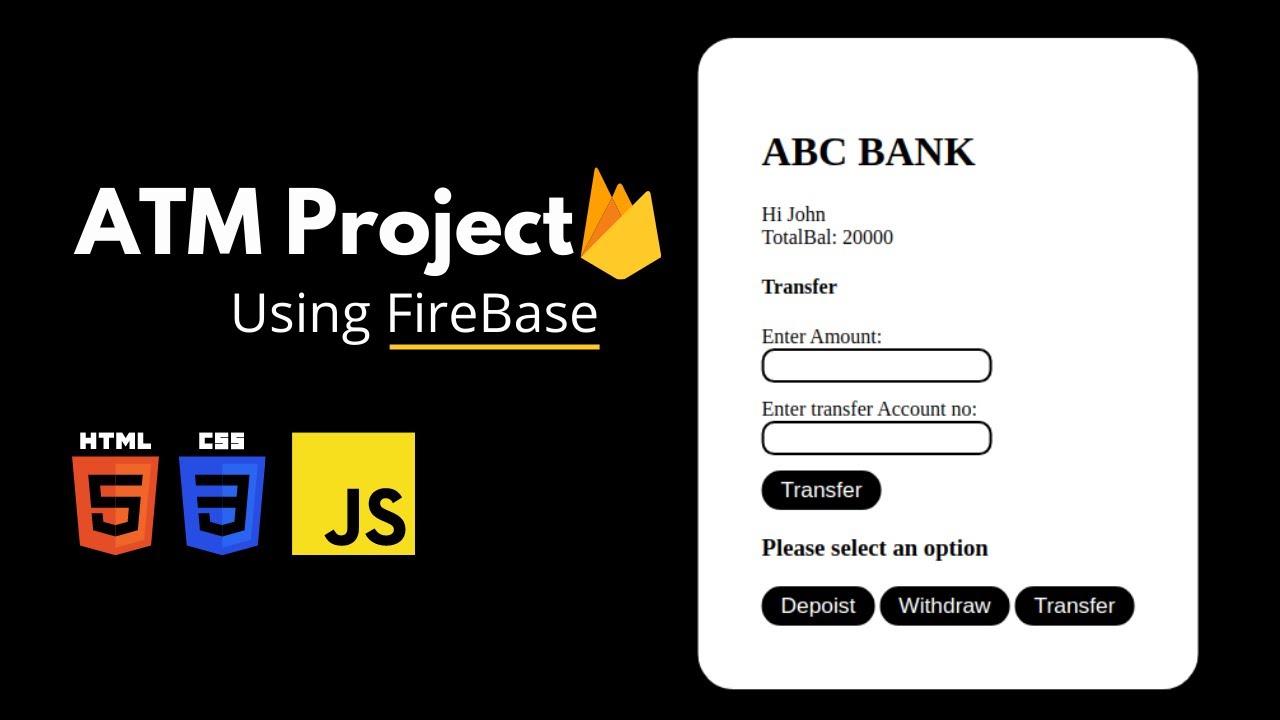 ATM Project
Using FireBase
HTML CSS
5 3 JS
ABC BANK
Hi John
TotalBal: 20000
Transfer
Enter Amount:
Enter transfer Account no:
Transfer
Please select an option
Depoist Withdraw Transfer